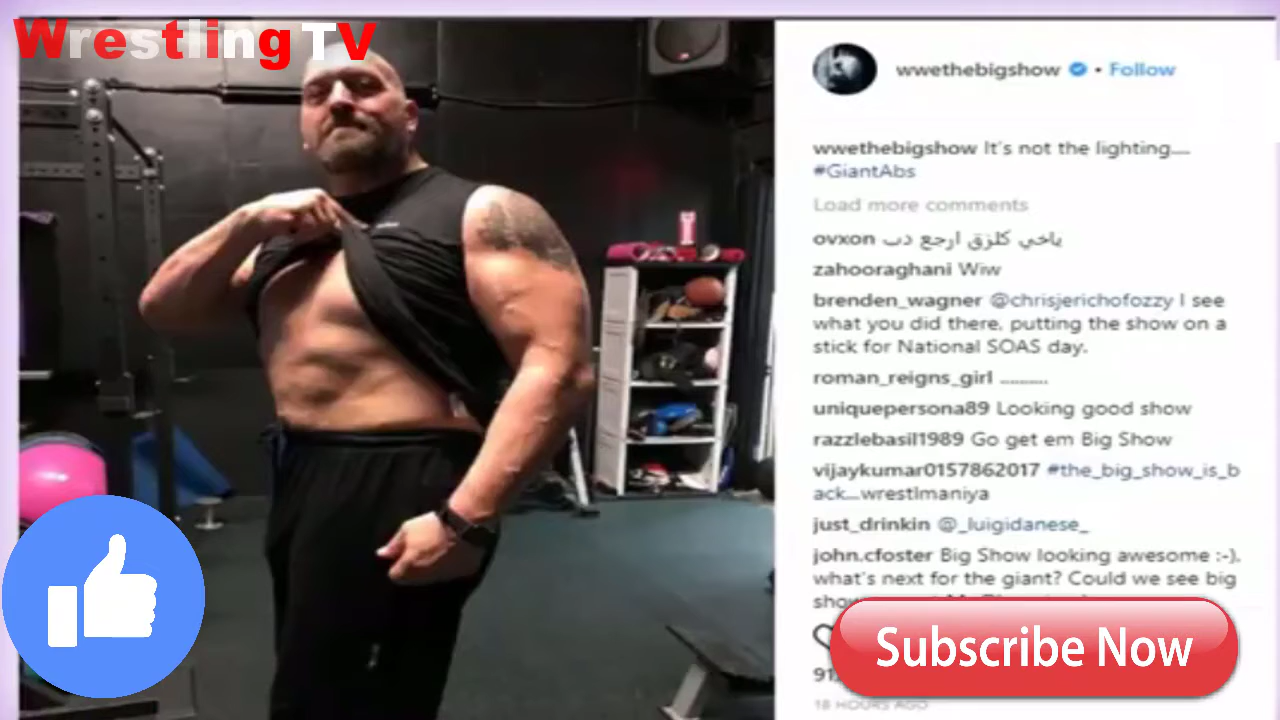 Wrestling TV
wwethebigshow • Follow
wwethebigshow It's not the lighting....
#GiantAbs
Load more comments
ovxon ياخي كلزق ارجع دب
zahooraghani Wiw
brenden_wagner @chrisjerichofozzy I see
what you did there, putting the show on a
stick for National SOAS day.
roman_reigns_girl ...........
uniquepersona89 Looking good show
razzlebasil1989 Go get em Big Show
vijaykumar0157862017 #the_big_show_is_b
ack...wrestlmaniya
just_drinkin @_luigidanese_
john.cfoster Big Show looking awesome :-).
what's next for the giant? Could we see big
Subscribe Now
91
18 HOURS AGO